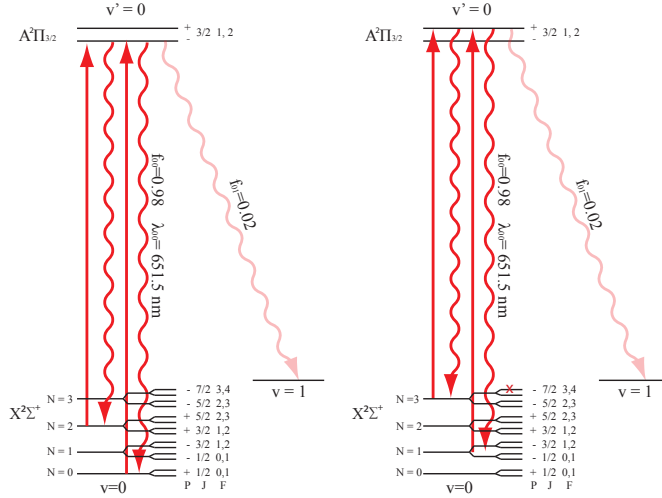 v' = 0
A²Π₃/₂
+ 3/2 1, 2
-
f₀₀=0.98 λ₀₀= 651.5 nm
f₀₁=0.02
v = 1
X²Σ⁺
N = 3
N = 2
N = 1
N = 0
- 7/2 3,4
- 5/2 2,3
+ 5/2 2,3
+ 3/2 1,2
- 3/2 1,2
- 1/2 0,1
+ 1/2 0,1
v=0
P J F
v' = 0
A²Π₃/₂
+ 3/2 1, 2
-
f₀₀=0.98 λ₀₀= 651.5 nm
f₀₁=0.02
v = 1
X²Σ⁺
N = 3
N = 2
N = 1
N = 0
x
- 7/2 3,4
- 5/2 2,3
+ 5/2 2,3
+ 3/2 1,2
- 3/2 1,2
- 1/2 0,1
+ 1/2 0,1
v=0
P J F